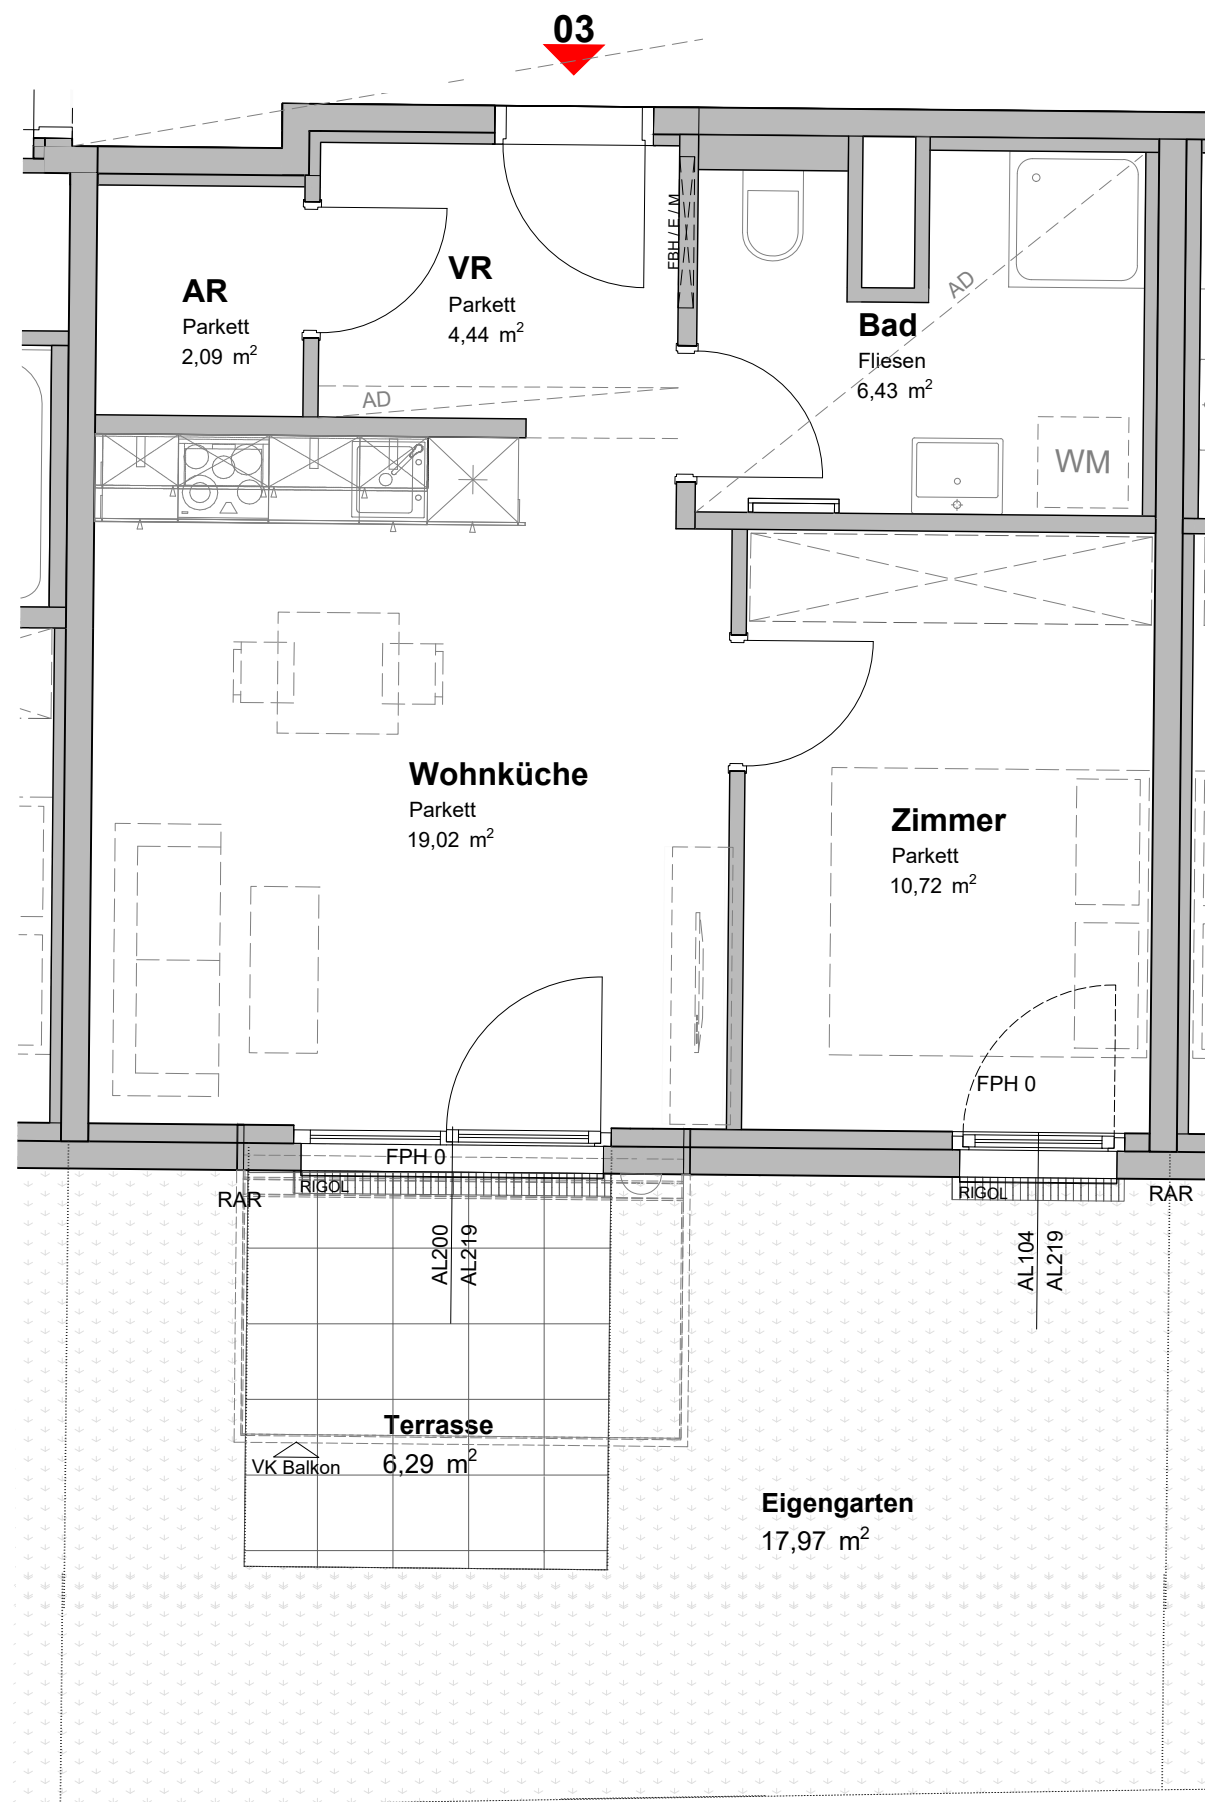 03
AR
Parkett
2,09 m²
VR
Parkett
4,44 m²
FBH / E / M
AD
Bad
Fliesen
6,43 m²
AD
WM
Wohnküche
Parkett
19,02 m²
Zimmer
Parkett
10,72 m²
FPH 0
FPH 0
RIGOL
RAR
RIGOL
RAR
AL200
AL219
AL104
AL219
Terrasse
6,29 m²
VK Balkon
Eigengarten
17,97 m²